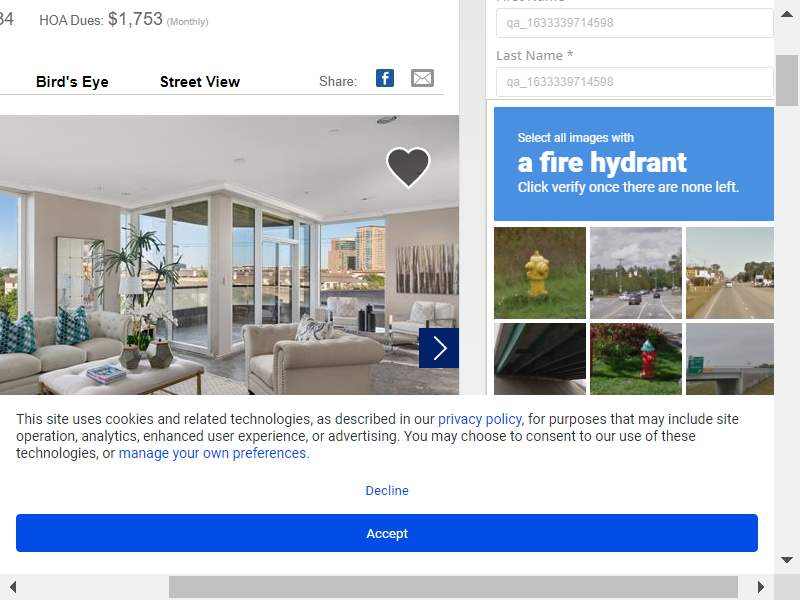 HOA Dues: $1,753 (Monthly)
Bird's Eye
Street View
Share:
qa_1633339714598
Last Name *
qa_1633339714598
Select all images with
a fire hydrant
Click verify once there are none left.
This site uses cookies and related technologies, as described in our privacy policy, for purposes that may include site
operation, analytics, enhanced user experience, or advertising. You may choose to consent to our use of these
technologies, or manage your own preferences.
Decline
Accept